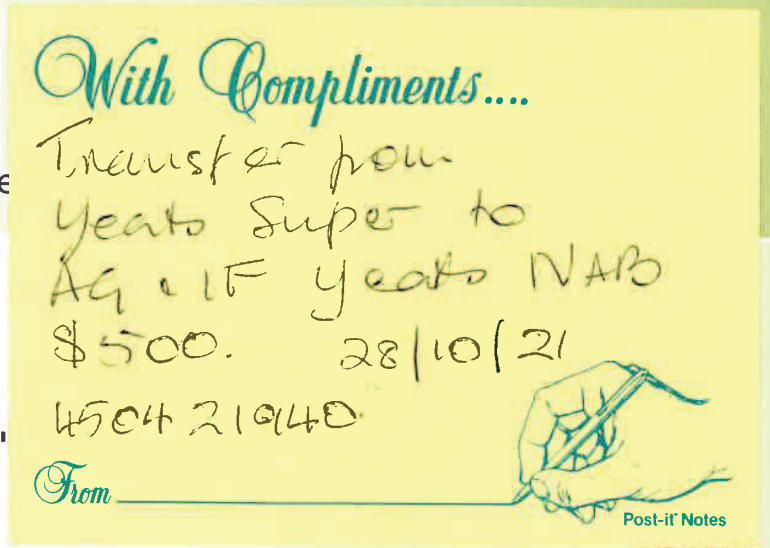 With Compliments....
Transfer from
Yeats Super to
AG & IF Yeats NAB
$500. 28/10/21
450421940
From
Post-it® Notes